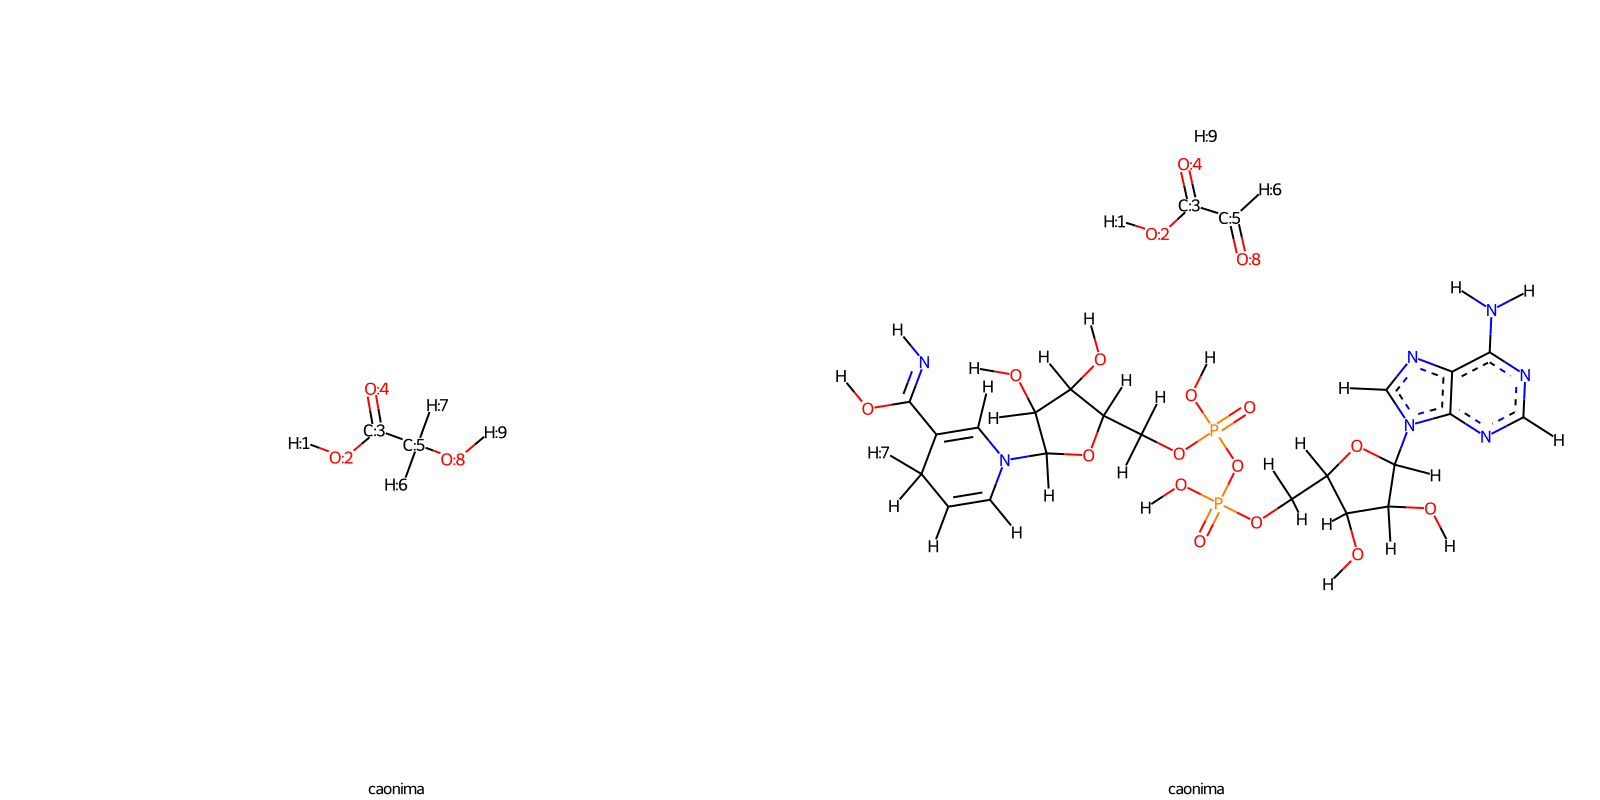 H:9
O:4
H:6
C:3
C:5
H:1
O:2
O:8
H H
N
H H H
H N O H N N
H O H H O O
O:4 H H H
H:7 O H O P N
C:3 H:9 H O N H
H:1 C:5 H:7 N O O H O
O:2 O:8 H H O H
H:6 H H O P H O
H H O H H
H H O O H H
H
caonima caonima